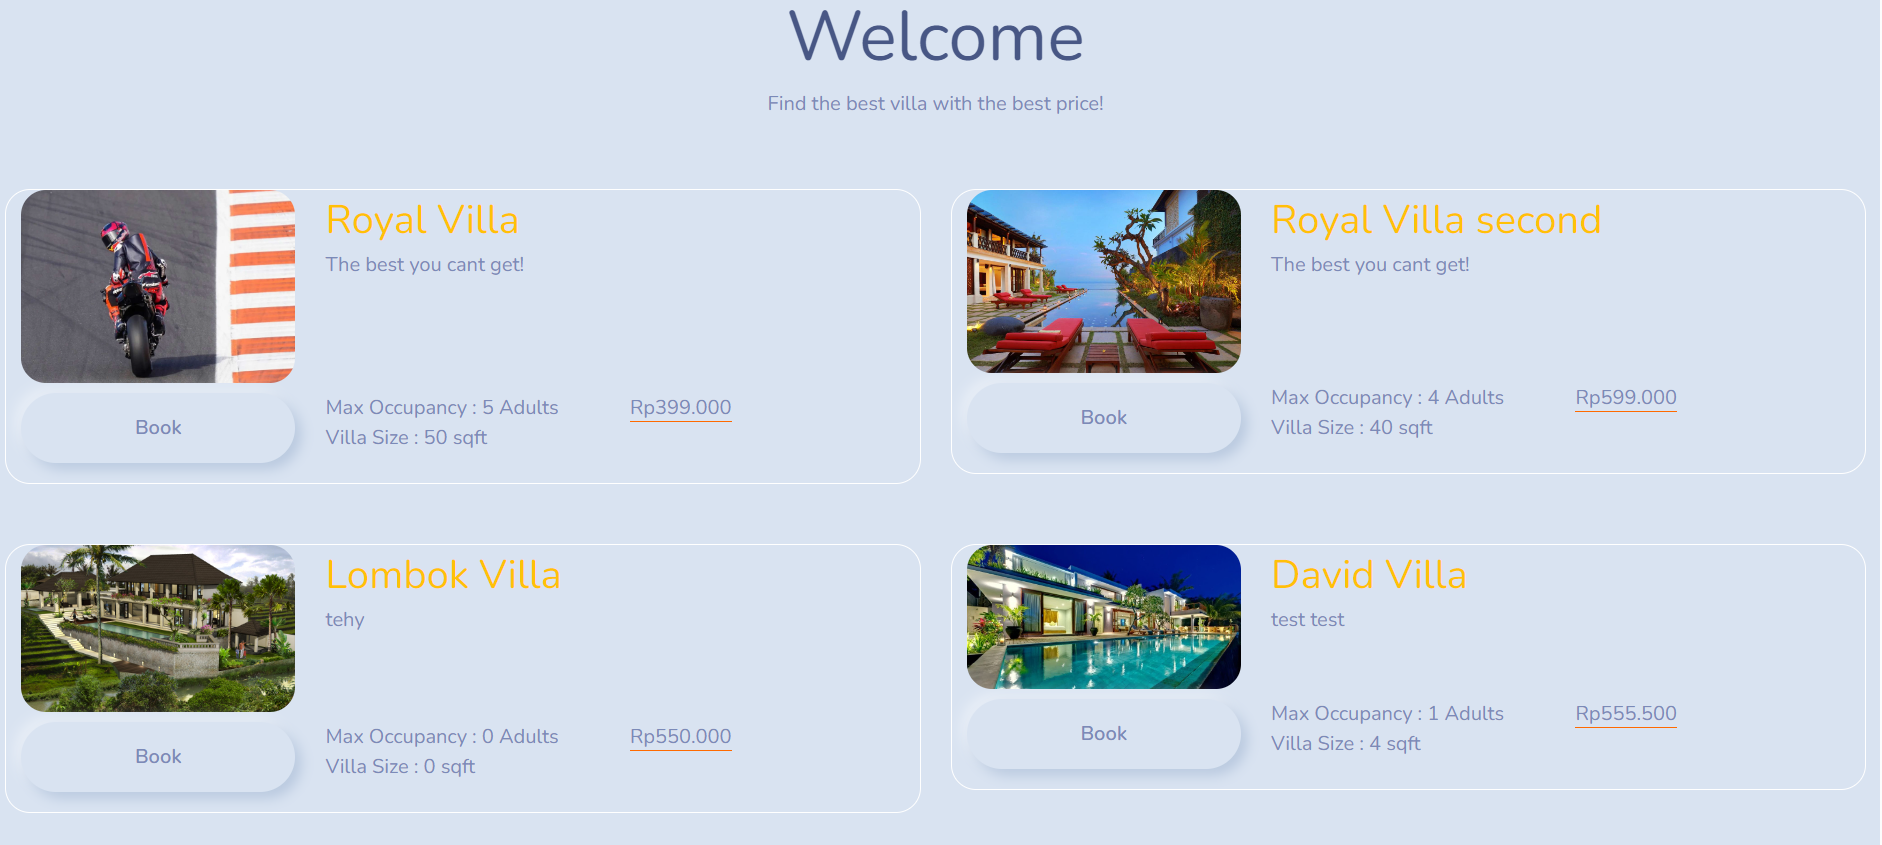 Welcome
Find the best villa with the best price!
Royal Villa
The best you cant get!
Book
Max Occupancy : 5 Adults
Rp399.000
Villa Size : 50 sqft
Royal Villa second
The best you cant get!
Book
Max Occupancy : 4 Adults
Rp599.000
Villa Size : 40 sqft
Lombok Villa
tehy
Book
Max Occupancy : 0 Adults
Rp550.000
Villa Size : 0 sqft
David Villa
test test
Book
Max Occupancy : 1 Adults
Rp555.500
Villa Size : 4 sqft